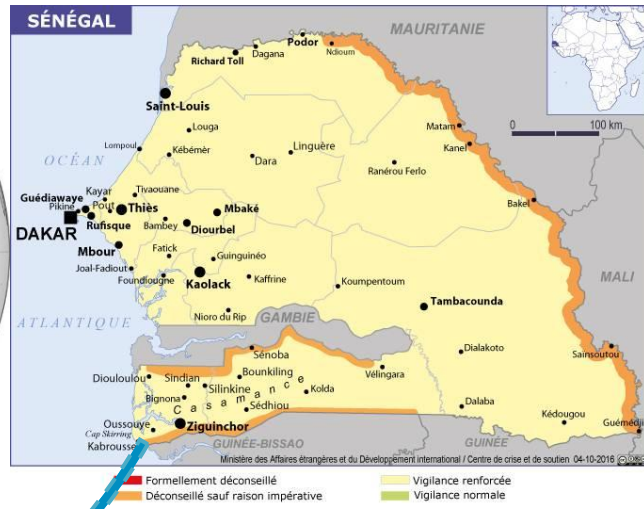 SÉNÉGAL
MAURITANIE
Podor
Dagana
Ndioum
Richard Toll
Saint-Louis
0 100 km
Louga
Matam
Lompoul
Kébémèr
Dara
Linguère
Kanel
OCÉAN
Ranérou Ferlo
Kayar
Tivaouane
Guédiawaye
Pikine
Pout
Thiès
Mbaké
Bakel
DAKAR
Rufisque
Bambey
Diourbel
Mbour
Fatick
Guinguinéo
MALI
Joal-Fadiout
Foundiougne
Kaolack
Kaffrine
Koumpentoum
Tambacounda
ATLANTIQUE
Nioro du Rip
GAMBIE
Sénoba
Dialakoto
Sainsoutou
Diouloulou
Sindian
Bounkiling
Vélingara
Silinkine
Kolda
Bignona
Casamance
Sédhiou
Dalaba
Kédougou
Oussouye
Ziguinchor
Guémédji
Cap Skirring
Kabrousse
GUINÉE-BISSAO
GUINÉE
Ministère des Affaires étrangères et du Développement international / Centre de crise et de soutien 04-10-2016
Formellement déconseillé
Vigilance renforcée
Déconseillé sauf raison impérative
Vigilance normale